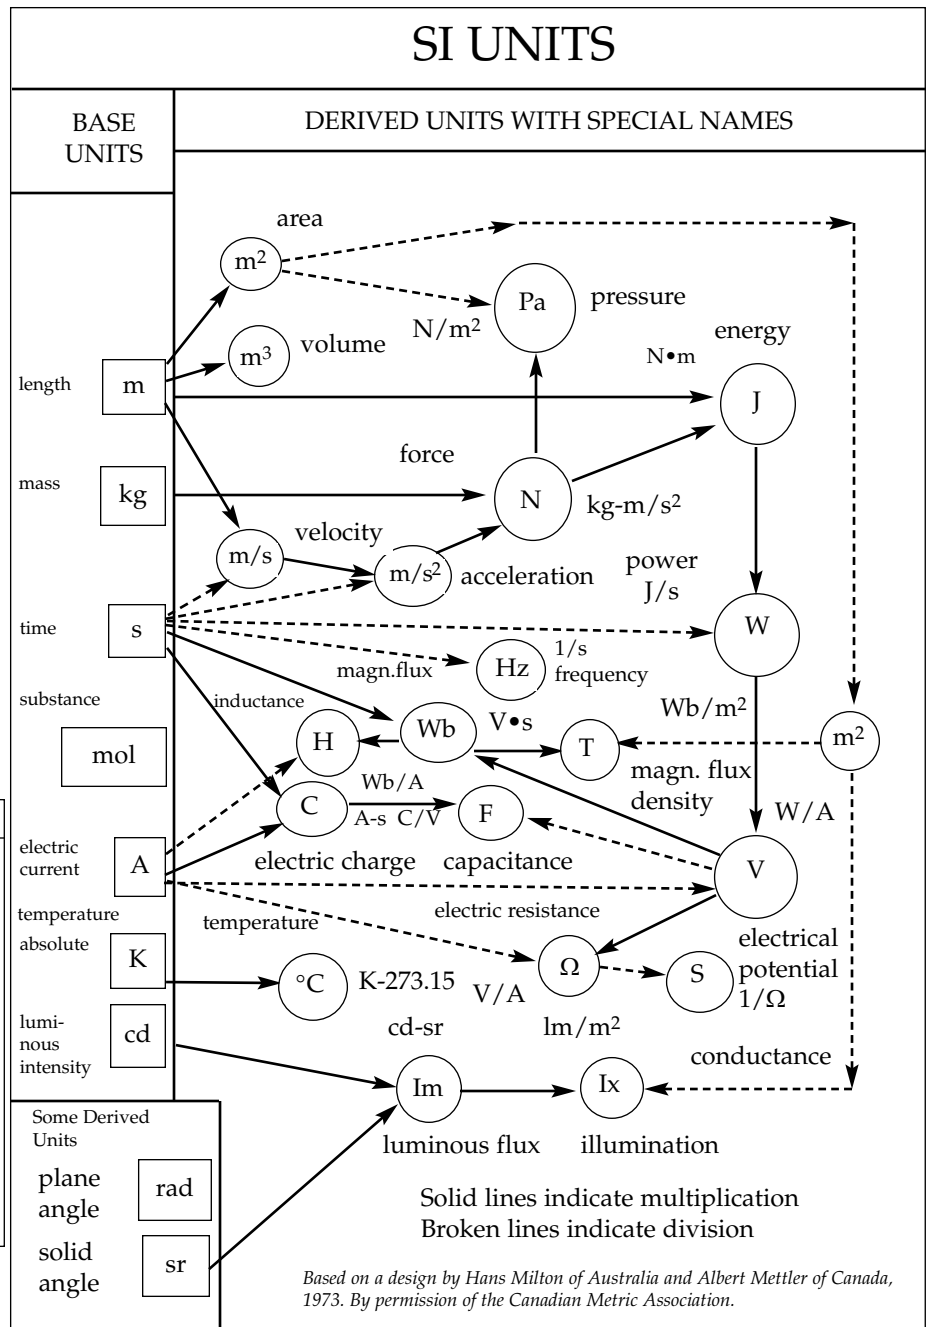 SI UNITS
BASE
UNITS
DERIVED UNITS WITH SPECIAL NAMES
area
m²
Pa
pressure
N/m²
energy
m³
volume
N•m
length
m
J
force
mass
kg
N
kg-m/s²
velocity
m/s
m/s²
acceleration
power
J/s
time
s
W
1/s
frequency
Hz
magn.flux
substance
inductance
Wb/m²
mol
H
Wb
V•s
T
m²
magn. flux
density
Wb/A
C
A-s C/V
F
W/A
electric
current
A
electric charge
capacitance
V
temperature
absolute
temperature
electric resistance
K
°C
K-273.15
V/A
Ω
S
electrical
potential
1/Ω
lumi-
nous
intensity
cd
cd-sr
lm/m²
conductance
Im
Ix
luminous flux
illumination
Some Derived
Units
plane
angle
rad
solid
angle
sr
Solid lines indicate multiplication
Broken lines indicate division
Based on a design by Hans Milton of Australia and Albert Mettler of Canada,
1973. By permission of the Canadian Metric Association.